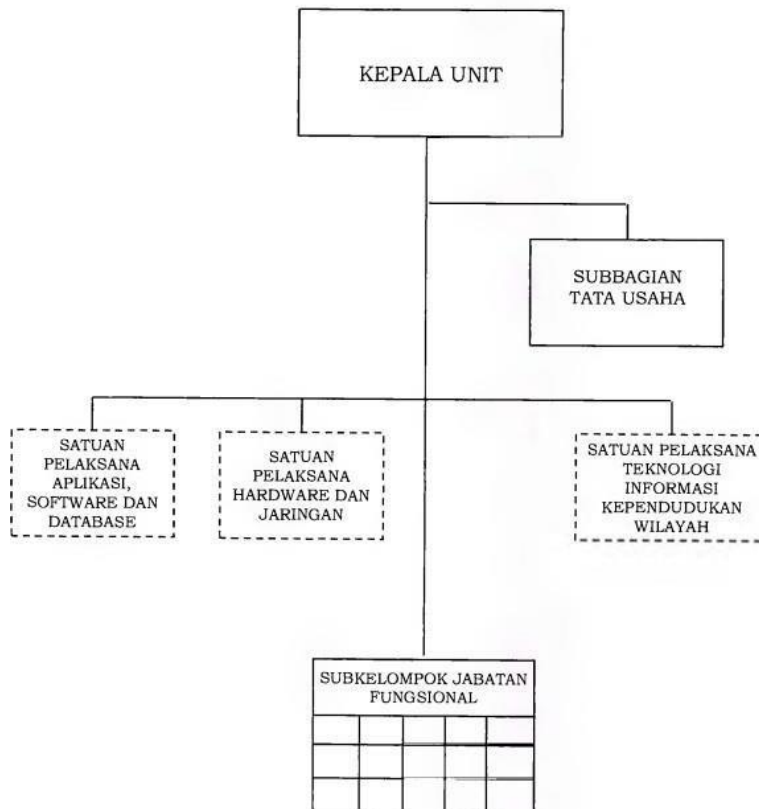 KEPALA UNIT
SUBBAGIAN
TATA USAHA
SATUAN
PELAKSANA
APLIKASI,
SOFTWARE DAN
DATABASE
SATUAN
PELAKSANA
HARDWARE DAN
JARINGAN
SATUAN PELAKSANA
TEKNOLOGI
INFORMASI
KEPENDUDUKAN
WILAYAH
SUBKELOMPOK JABATAN
FUNGSIONAL